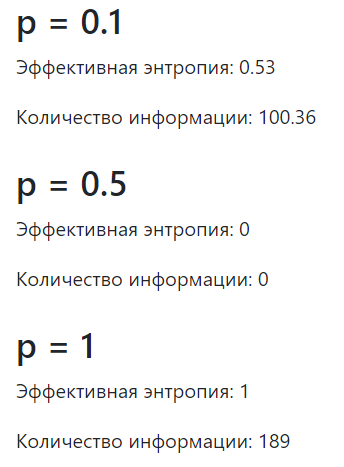 p = 0.1
Эффективная энтропия: 0.53
Количество информации: 100.36
p = 0.5
Эффективная энтропия: 0
Количество информации: 0
p = 1
Эффективная энтропия: 1
Количество информации: 189